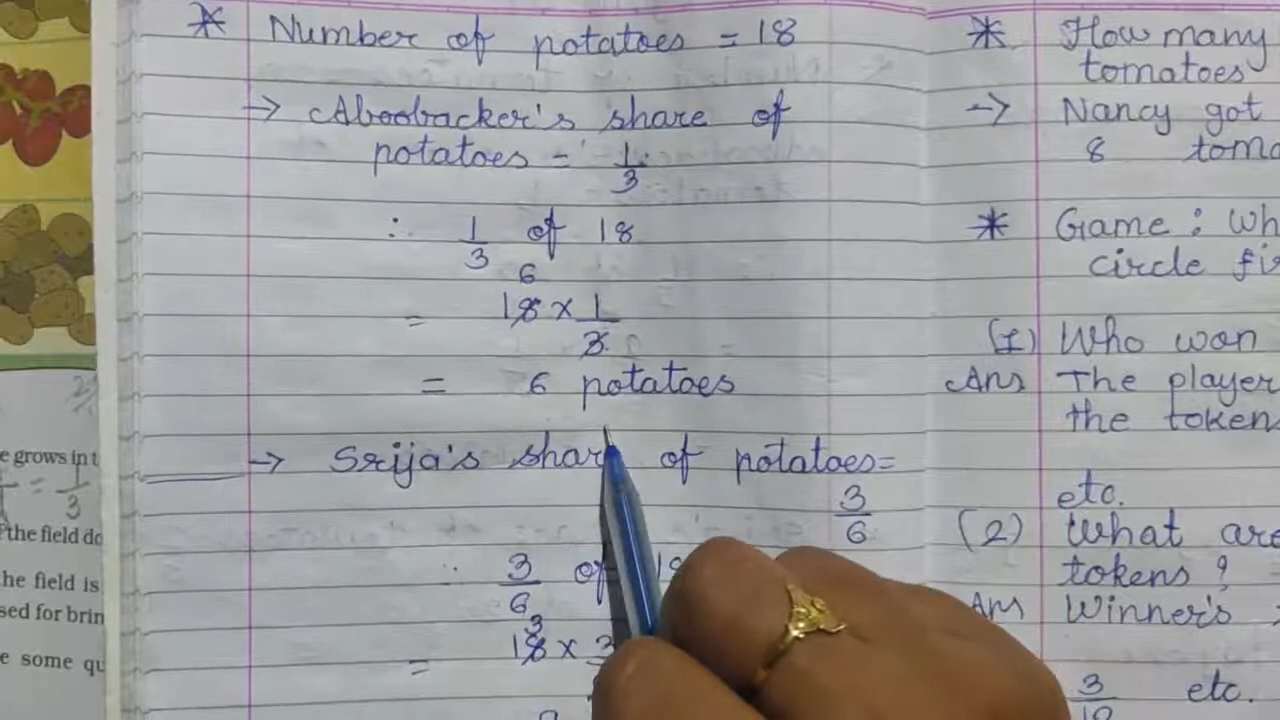 * Number of potatoes = 18
→ Aboobacker's share of
potatoes = 1/3
∴ 1/3 of 18
6
= 18 × 1/3
= 6 potatoes
→ Srija's share of potatoes =
3/6
∴ 3/6 of
3
= 18 × 3
* How many
tomatoes
→ Nancy got
8
* Game :
circle
(1) Who won
Ans The player
the token
etc.
(2) What are
tokens ?
Ans Winner's
3/10 etc.
e grows in t
= 1/3
the field do
he field is
sed for brin
e some qu